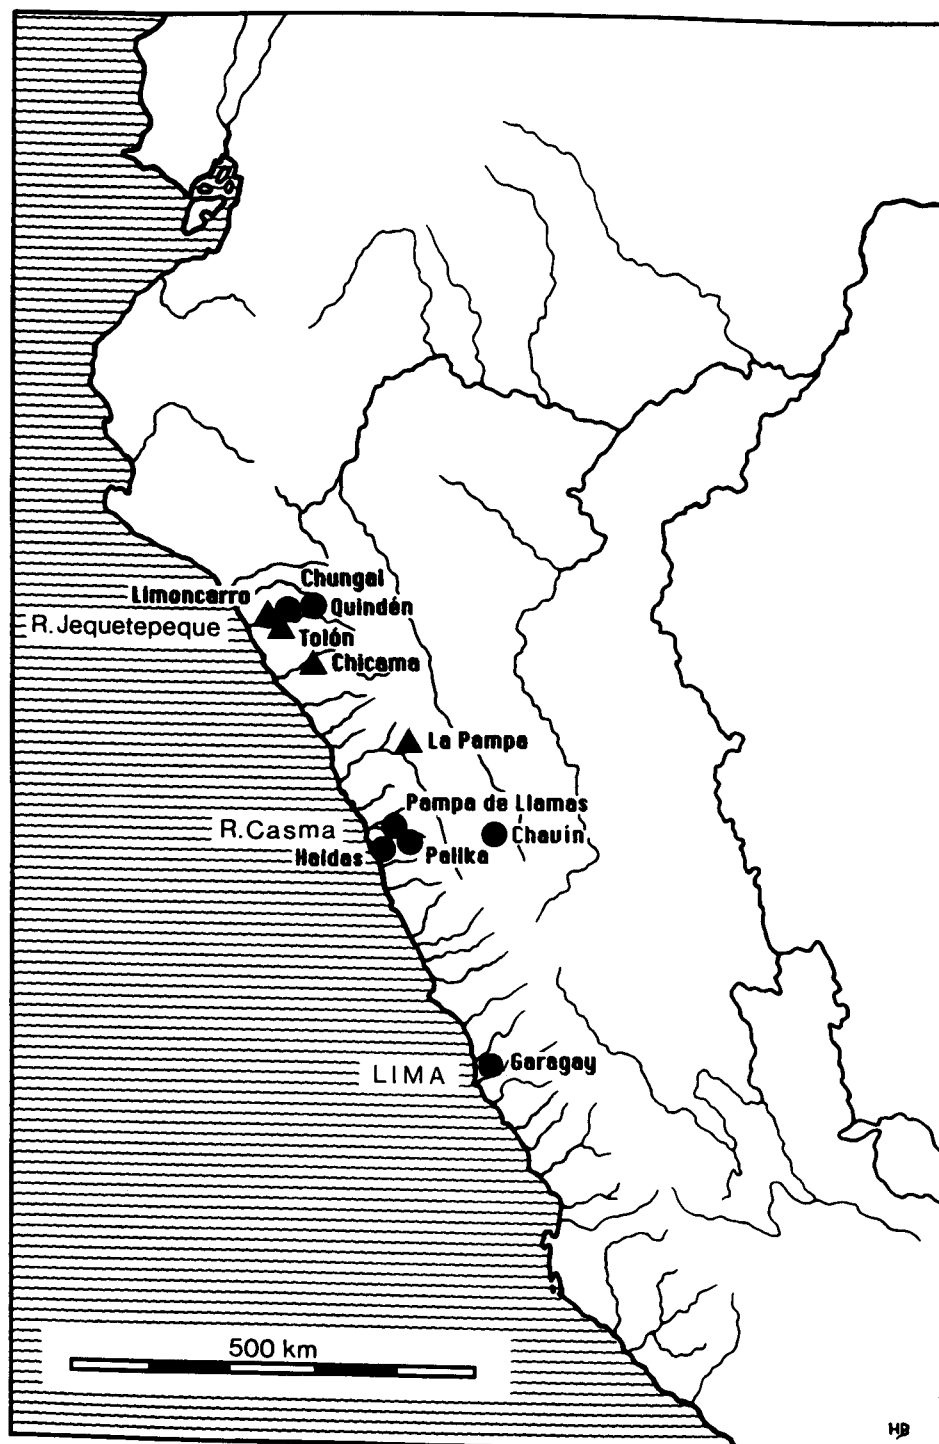 Chungal
Limoncarro
Quindén
R.Jequetepeque
Tolón
Chicama
La Pampa
Pampa de Llamas
R.Casma
Chavín
Haldas
Palika
Garagay
LIMA
500 km
HB